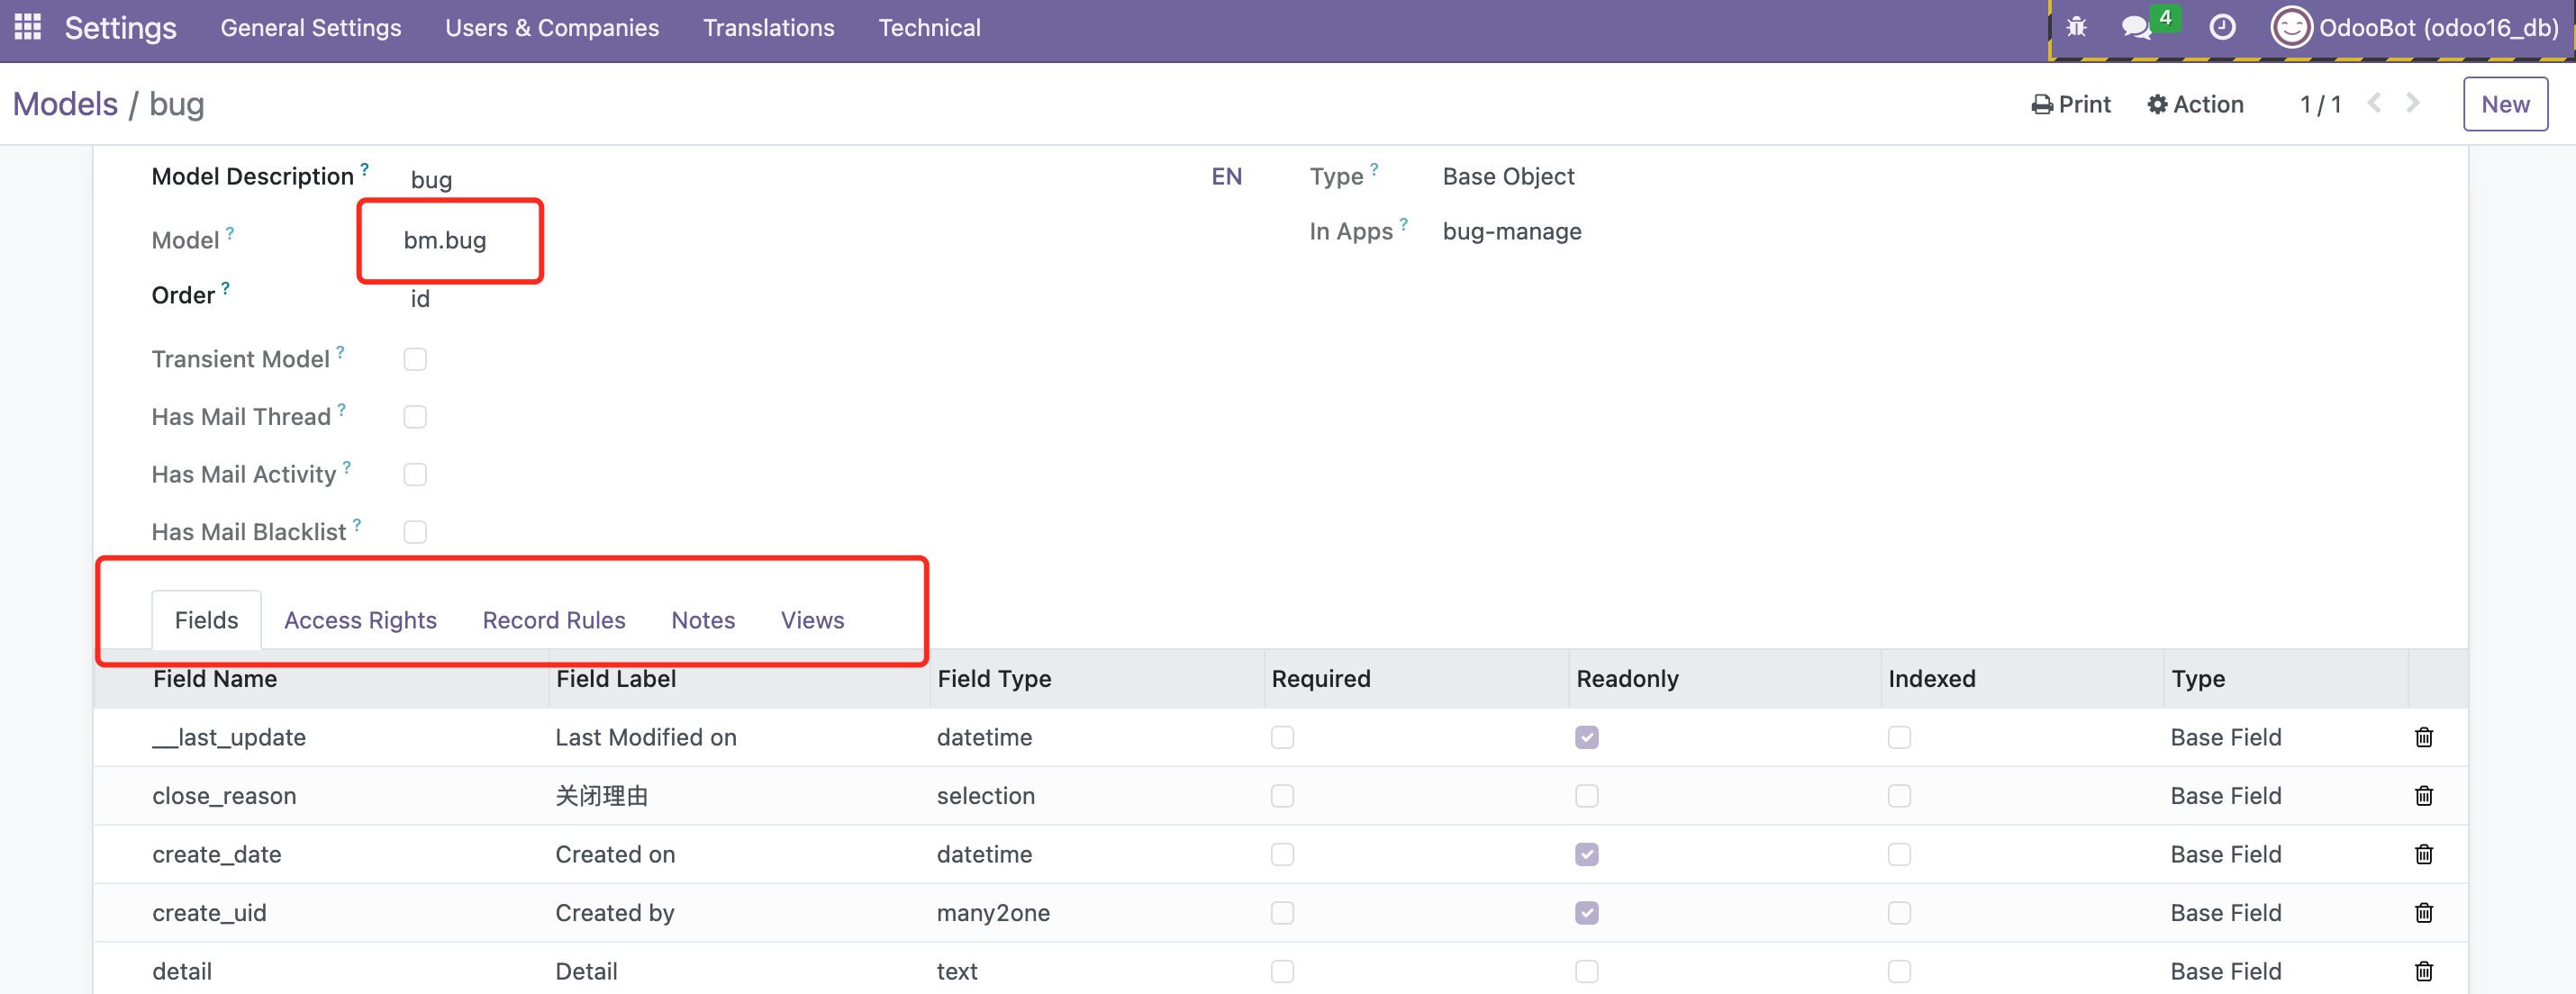 Settings General Settings Users & Companies Translations Technical 4 OdooBot (odoo16_db)
Models / bug Print Action 1 / 1 New
Model Description ? bug EN Type ? Base Object
Model ? bm.bug In Apps ? bug-manage
Order ? id
Transient Model ?
Has Mail Thread ?
Has Mail Activity ?
Has Mail Blacklist ?
Fields Access Rights Record Rules Notes Views
Field Name Field Label Field Type Required Readonly Indexed Type
__last_update Last Modified on datetime Base Field
close_reason 关闭理由 selection Base Field
create_date Created on datetime Base Field
create_uid Created by many2one Base Field
detail Detail text Base Field